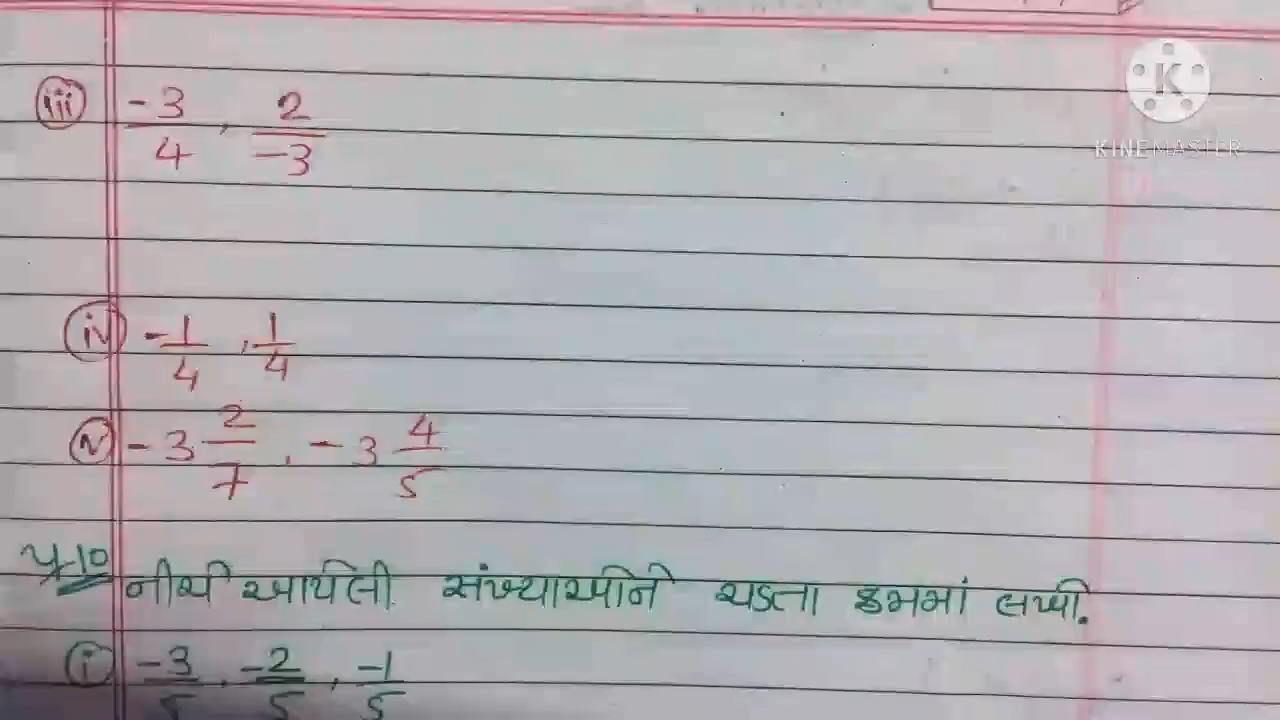 K
KINEMASTER
(iii) -3/4 , 2/-3
(iv) -1/4 , 1/4
(v) -3 2/7 , -3 4/5
પ્ર-10 નીચે આપેલી સંખ્યાઓને ચડતા ક્રમમાં લખો.
(i) -3/5 , -2/5 , -1/5